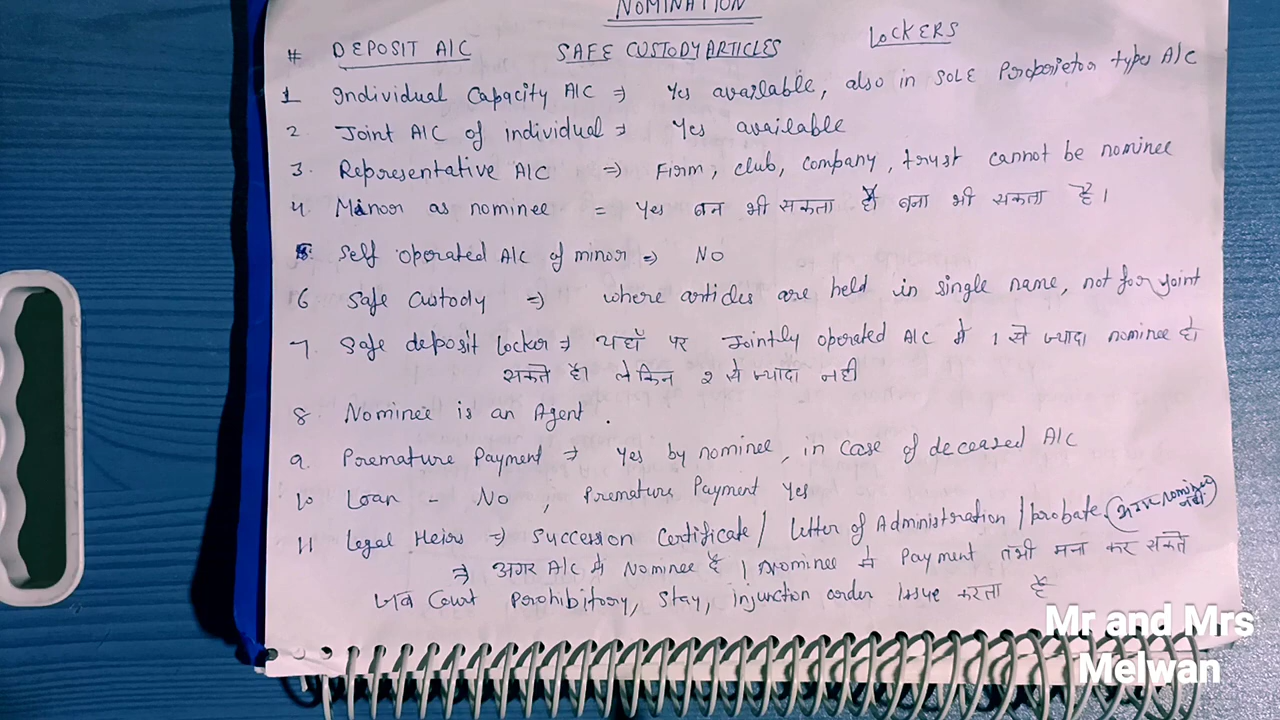 NOMINATION
# DEPOSIT A/C SAFE CUSTODY ARTICLES LOCKERS
1 Individual Capacity A/C ⇒ Yes available, also in SOLE Proprietor types A/C
2 Joint A/C of individual ⇒ Yes available
3. Representative A/C ⇒ Firm, club, company, trust cannot be nominee
4. Minor as nominee = Yes बन भी सकता है बना भी सकता है।
5. Self operated A/C of minor ⇒ No
6 Safe Custody ⇒ where articles are held in single name, not for joint
7. Safe deposit Locker ⇒ यहाँ पर Jointly operated A/C में 1 से ज्यादा nominee हो
सकते है। लेकिन 2 से ज्यादा नही
8. Nominee is an Agent.
9. Premature Payment ⇒ Yes by nominee, in case of deceased A/C
10 Loan - No, Premature Payment Yes
11 Legal Heirs ⇒ Succession Certificate / Letter of Administration / probate (अगर nominee नही)
⇒ अगर A/C में Nominee है। Nominee में Payment तभी मना कर सकते
जब Court Prohibitory, Stay, injunction order Issue करता है
Mr and Mrs
Melwan